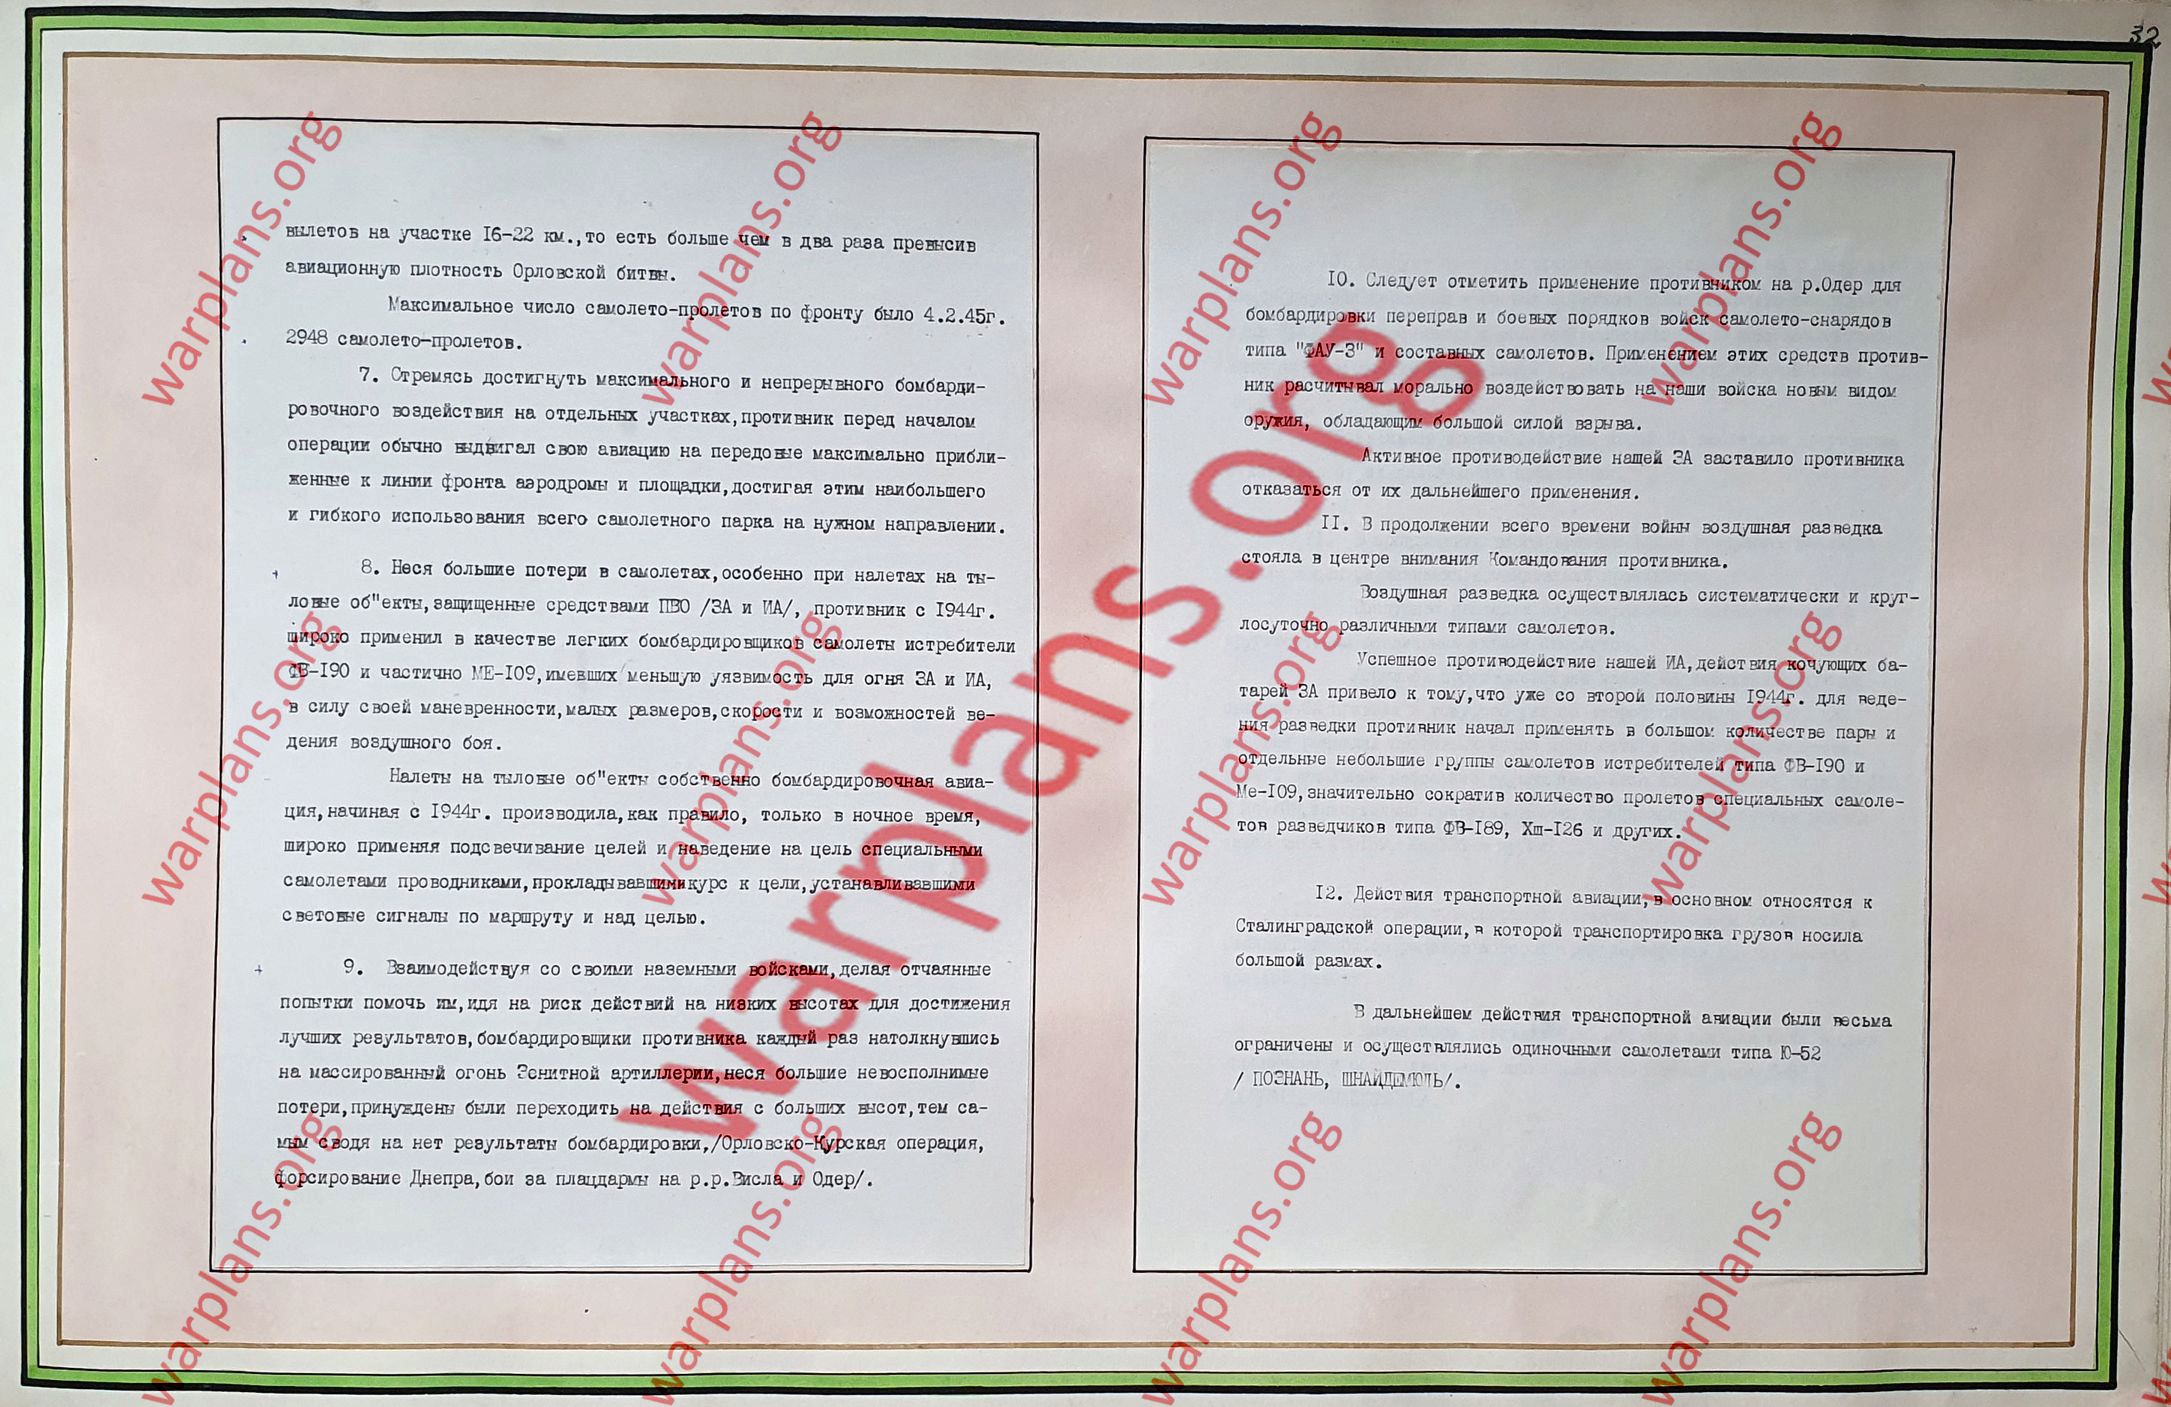 32
вылетов на участке 16-22 км.,то есть больше чем в два раза превысив
авиационную плотность Орловской битвы.
Максимальное число самолето-пролетов по фронту было 4.2.45г.
2948 самолето-пролетов.
7. Стремясь достигнуть максимального и непрерывного бомбарди-
ровочного воздействия на отдельных участках,противник перед началом
операции обычно выдвигал свою авиацию на передовые максимально прибли-
женные к линии фронта аэродромы и площадки,достигая этим наибольшего
и гибкого использования всего самолетного парка на нужном направлении.
8. Неся большие потери в самолетах,особенно при налетах на ты-
ловые об"екты,защищенные средствами ПВО /ЗА и ИА/, противник с 1944г.
широко применил в качестве легких бомбардировщиков самолеты истребители
ФВ-190 и частично МЕ-109,имевших меньшую уязвимость для огня ЗА и ИА,
в силу своей маневренности,малых размеров,скорости и возможностей ве-
дения воздушного боя.
Налеты на тыловые об"екты собственно бомбардировочная авиа-
ция,начиная с 1944г. производила,как правило, только в ночное время,
широко применяя подсвечивание целей и наведение на цель специальными
самолетами проводниками,прокладывавшими курс к цели,устанавливавшими
световые сигналы по маршруту и над целью.
9. Взаимодействуя со своими наземными войсками,делая отчаянные
попытки помочь им,идя на риск действий на низких высотах для достижения
лучших результатов,бомбардировщики противника каждый раз натолкнувшись
на массированный огонь Зенитной артиллерии,неся большие невосполнимые
потери,принуждены были переходить на действия с больших высот,тем са-
мым сводя на нет результаты бомбардировки,/Орловско-Курская операция,
форсирование Днепра,бои за плацдармы на р.р.Висла и Одер/.
10. Следует отметить применение противником на р.Одер для
бомбардировки переправ и боевых порядков войск самолето-снарядов
типа "ФАУ-3" и составных самолетов. Применением этих средств против-
ник расчитывал морально воздействовать на наши войска новым видом
оружия, обладающим большой силой взрыва.
Активное противодействие нашей ЗА заставило противника
отказаться от их дальнейшего применения.
11. В продолжении всего времени войны воздушная разведка
стояла в центре внимания Командования противника.
Воздушная разведка осуществлялась систематически и круг-
лосуточно различными типами самолетов.
Успешное противодействие нашей ИА,действия кочующих ба-
тарей ЗА привело к тому,что уже со второй половины 1944г. для веде-
ния разведки противник начал применять в большом количестве пары и
отдельные небольшие группы самолетов истребителей типа ФВ-190 и
Ме-109,значительно сократив количество пролетов специальных самоле-
тов разведчиков типа ФВ-189, Хш-126 и других.
12. Действия транспортной авиации,в основном относятся к
Сталинградской операции,в которой транспортировка грузов носила
большой размах.
В дальнейшем действия транспортной авиации были весьма
ограничены и осуществлялись одиночными самолетами типа Ю-52
/ ПОЗНАНЬ, ШНАЙДЕМЮЛЬ/.
warplans.org